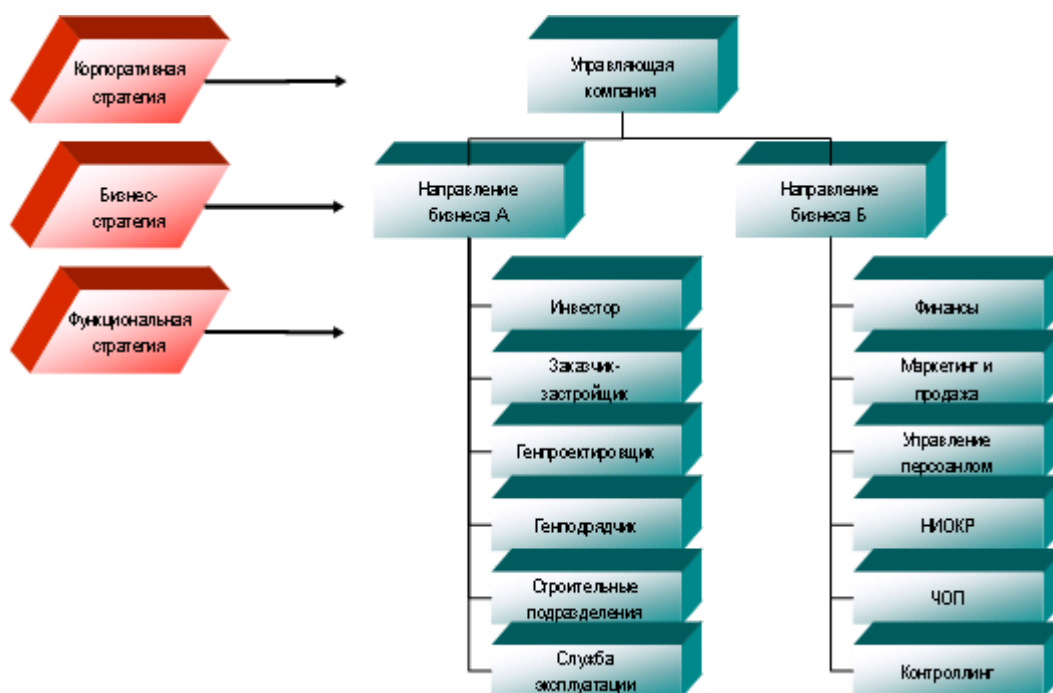 Корпоративная
стратегия
Управляющая
компания
Бизнес-
стратегия
Направление
бизнеса А
Направление
бизнеса Б
Функциональная
стратегия
Инвестор
Заказчик-
застройщик
Генпроектировщик
Генподрядчик
Строительные
подразделения
Служба
эксплуатации
Финансы
Маркетинг и
продажа
Управление
персоанлом
НИОКР
ЧОП
Контроллинг